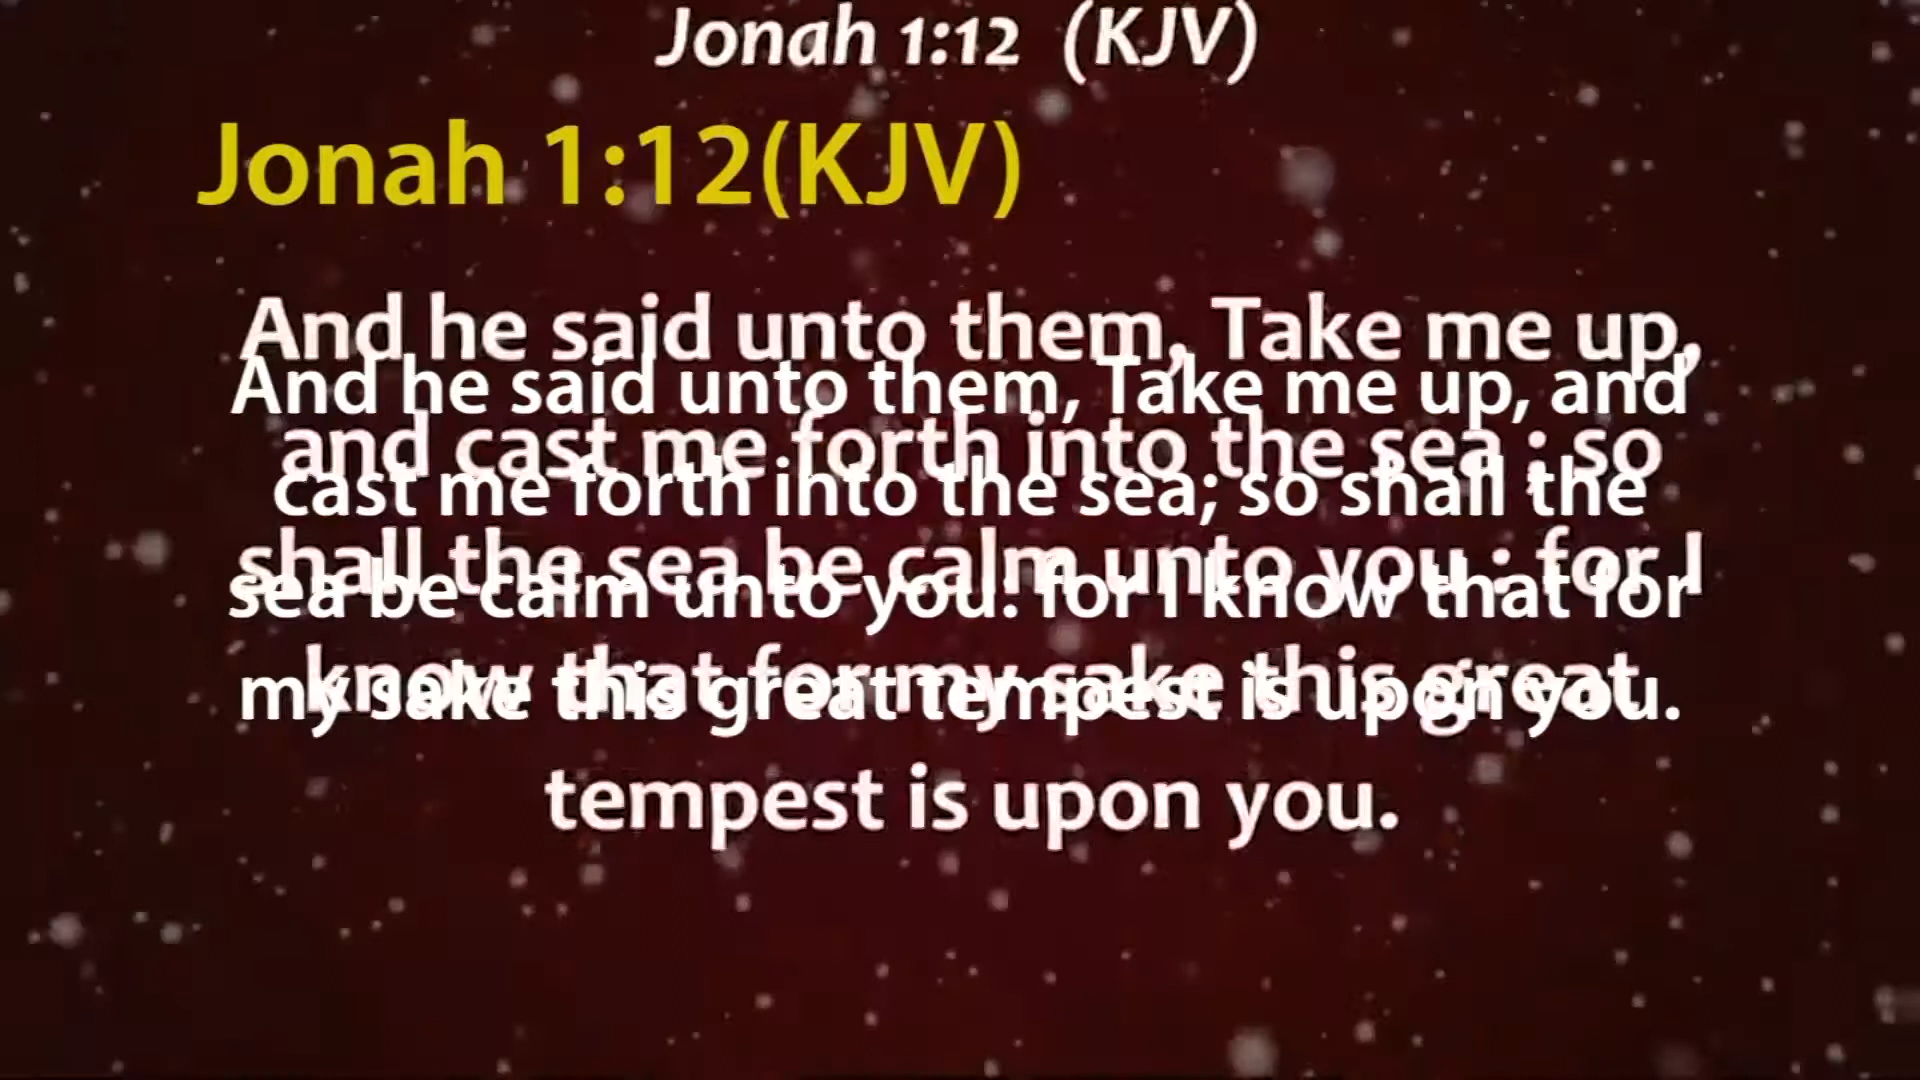 Jonah 1:12 (KJV)
Jonah 1:12(KJV)
And he said unto them, Take me up,
And he said unto them, Take me up, and
and cast me forth into the sea ; so
cast me forth into the sea; so shall the
shall the sea be calm unto you : for I
sea be calm unto you: for I know that for
know that for my sake this great
my sake this great tempest is upon you.
tempest is upon you.